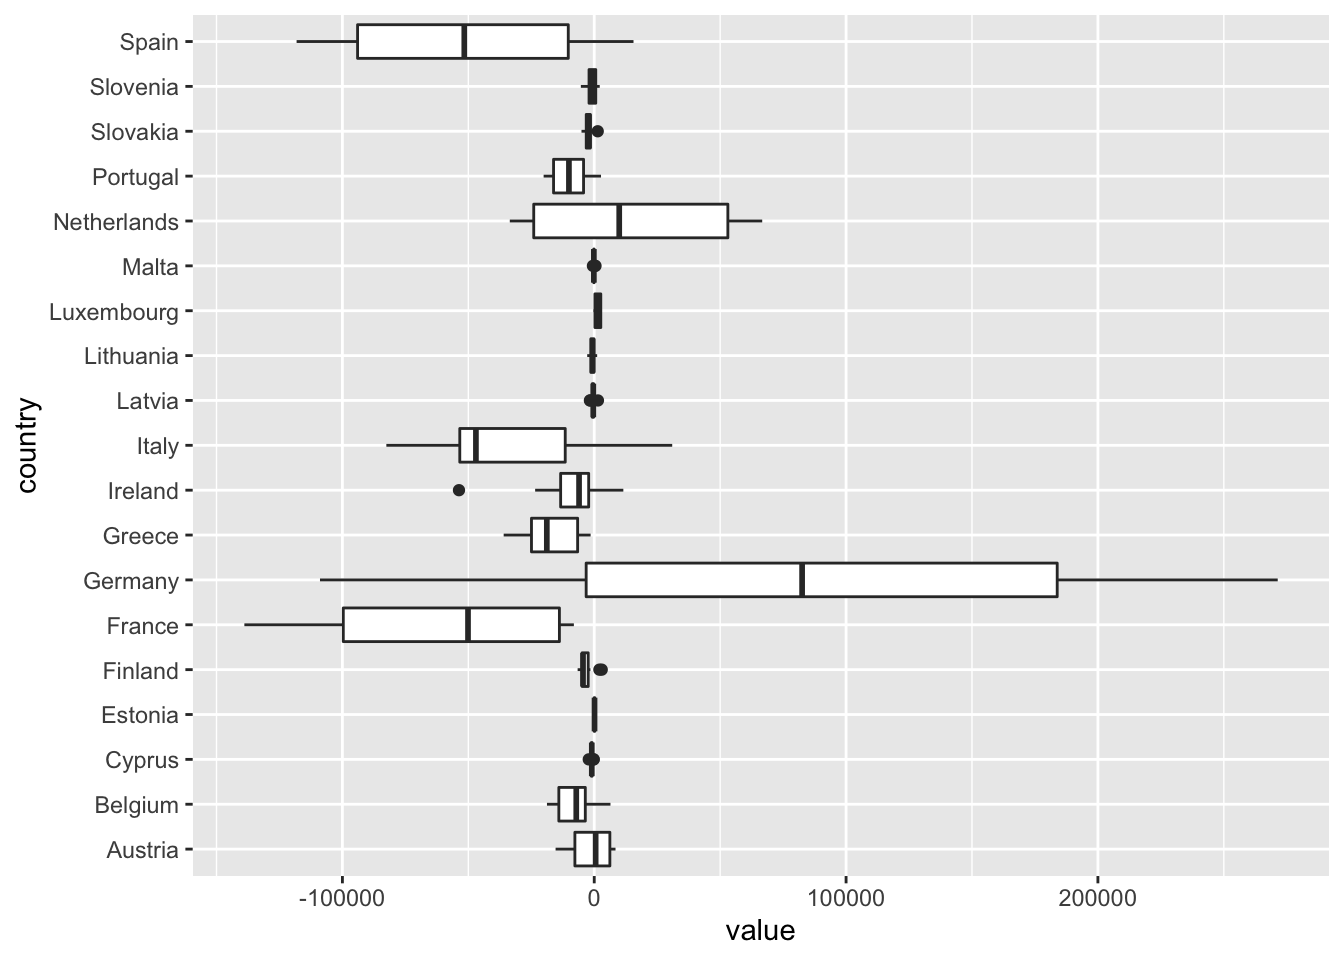 Spain
Slovenia
Slovakia
Portugal
Netherlands
Malta
Luxembourg
Lithuania
Latvia
Italy
Ireland
Greece
Germany
France
Finland
Estonia
Cyprus
Belgium
Austria
country
-100000 0 100000 200000
value